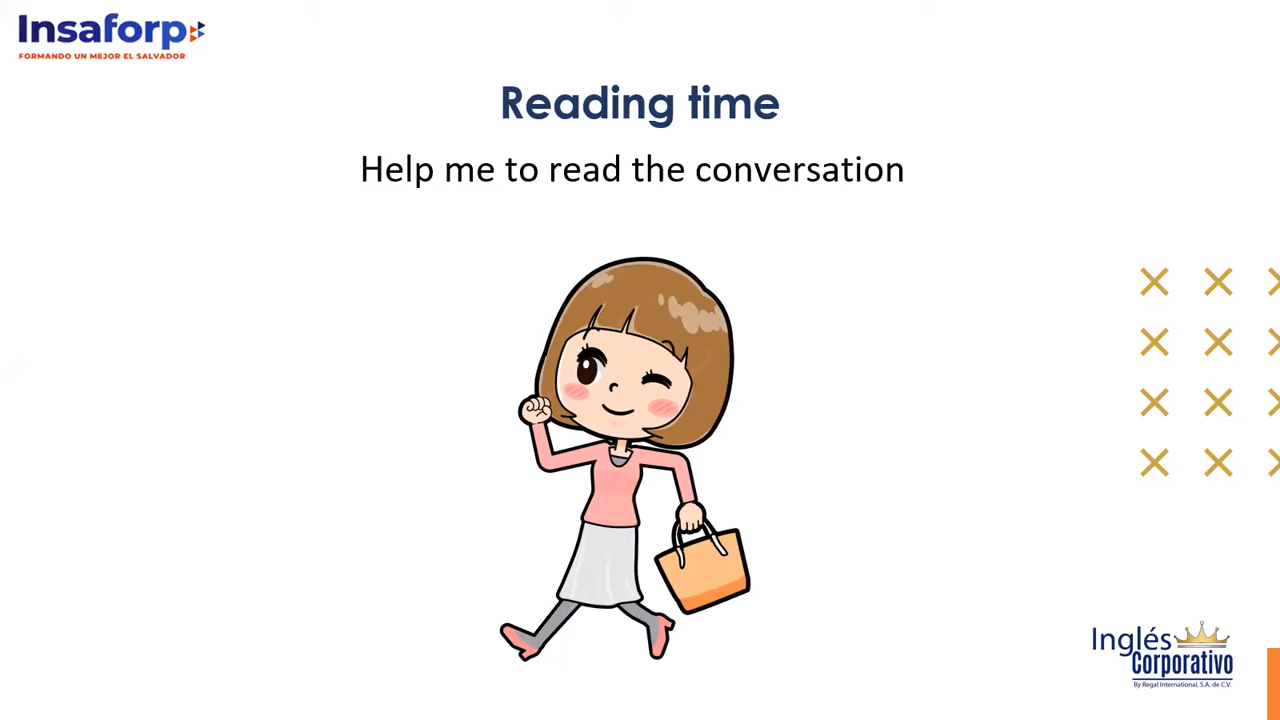 Insaforp
FORMANDO UN MEJOR EL SALVADOR
Reading time
Help me to read the conversation
Inglés
Corporativo
By Regal International, S.A. de C.V.